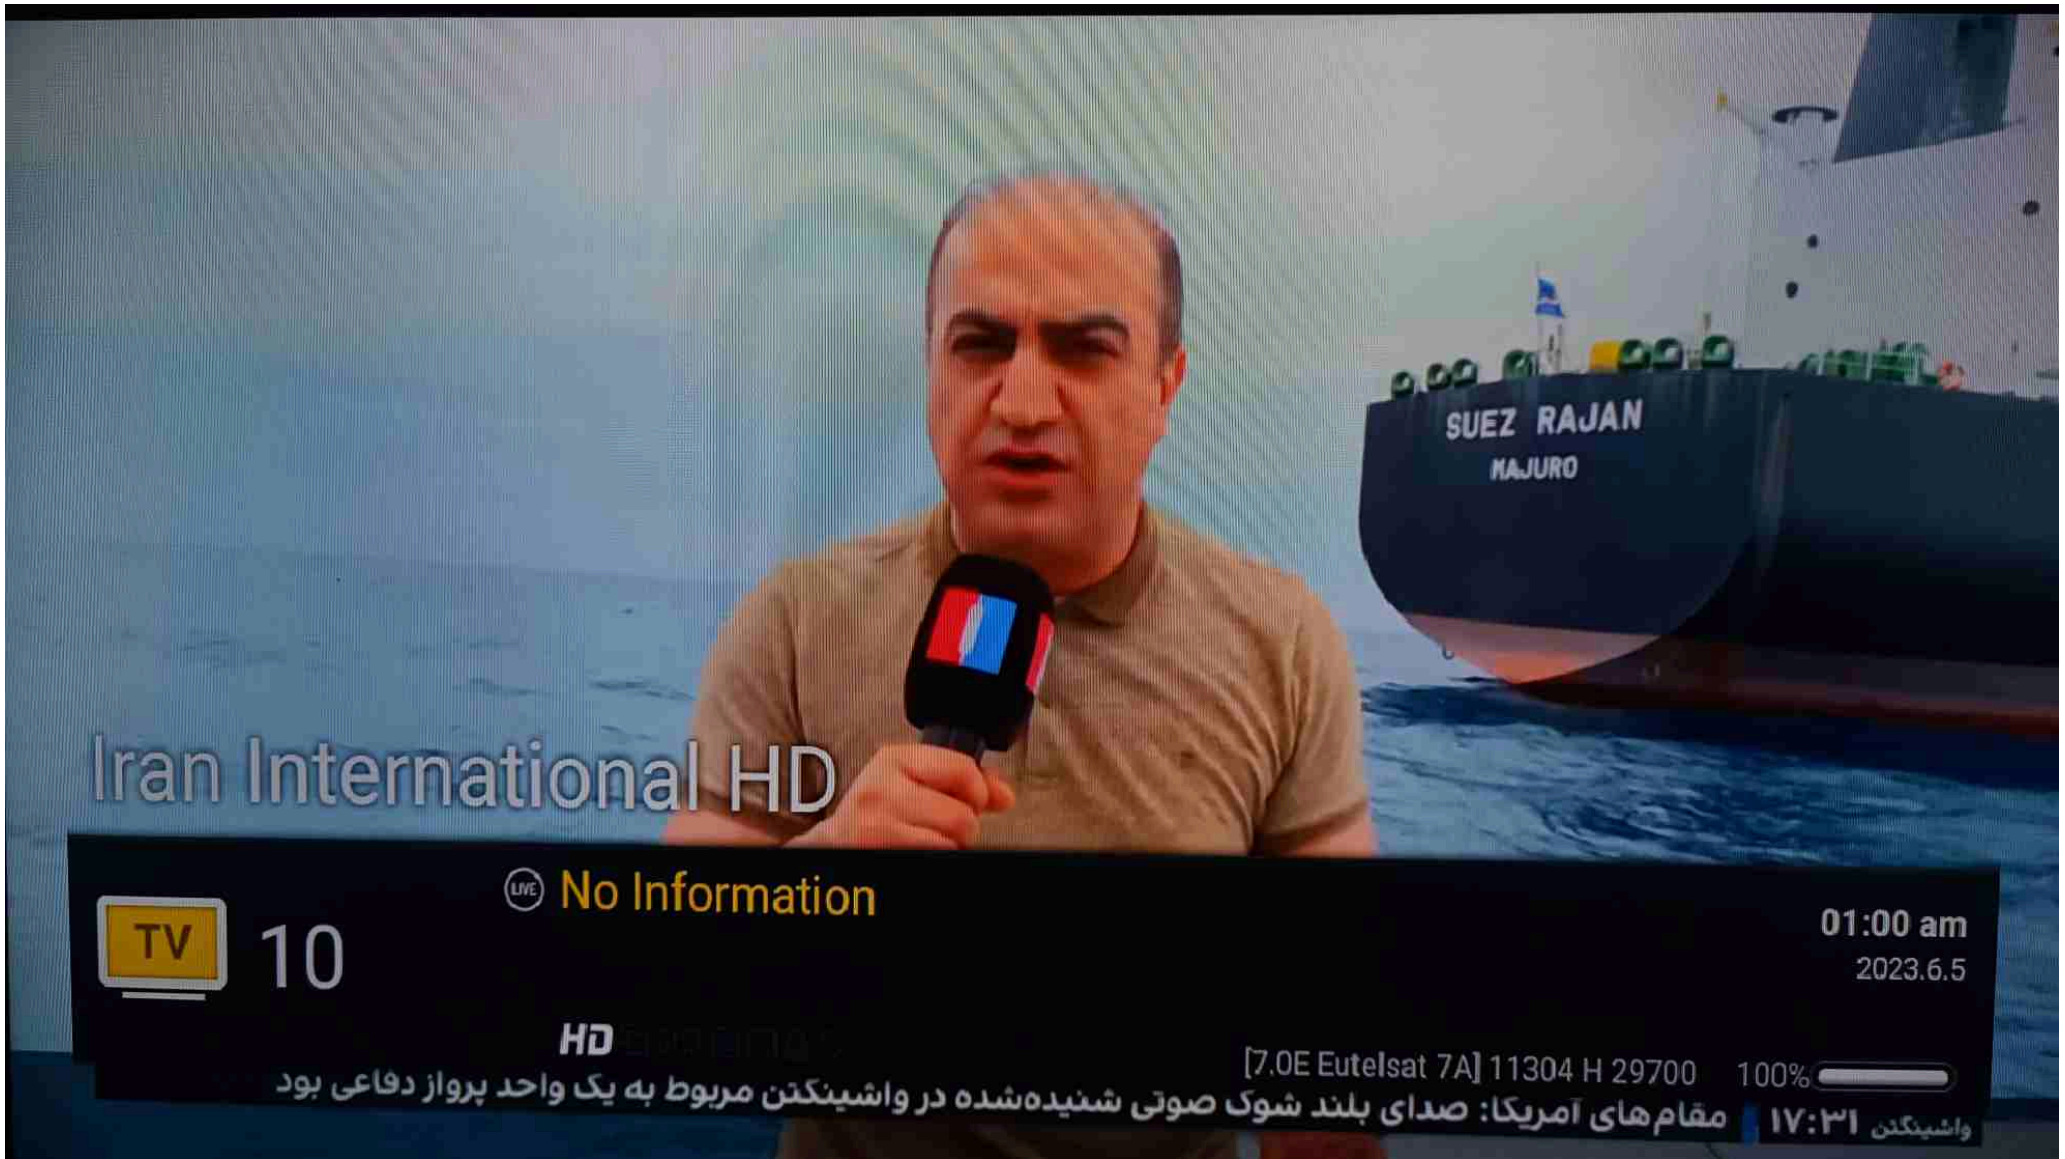 SUEZ RAJAN
MAJURO
Iran International HD
LIVE No Information
TV 10
01:00 am
2023.6.5
HD
[7.0E Eutelsat 7A] 11304 H 29700 100%
واشینگتن ۱۷:۳۱ مقام‌های آمریکا: صدای بلند شوک صوتی شنیده‌شده در واشینگتن مربوط به یک واحد پرواز دفاعی بود